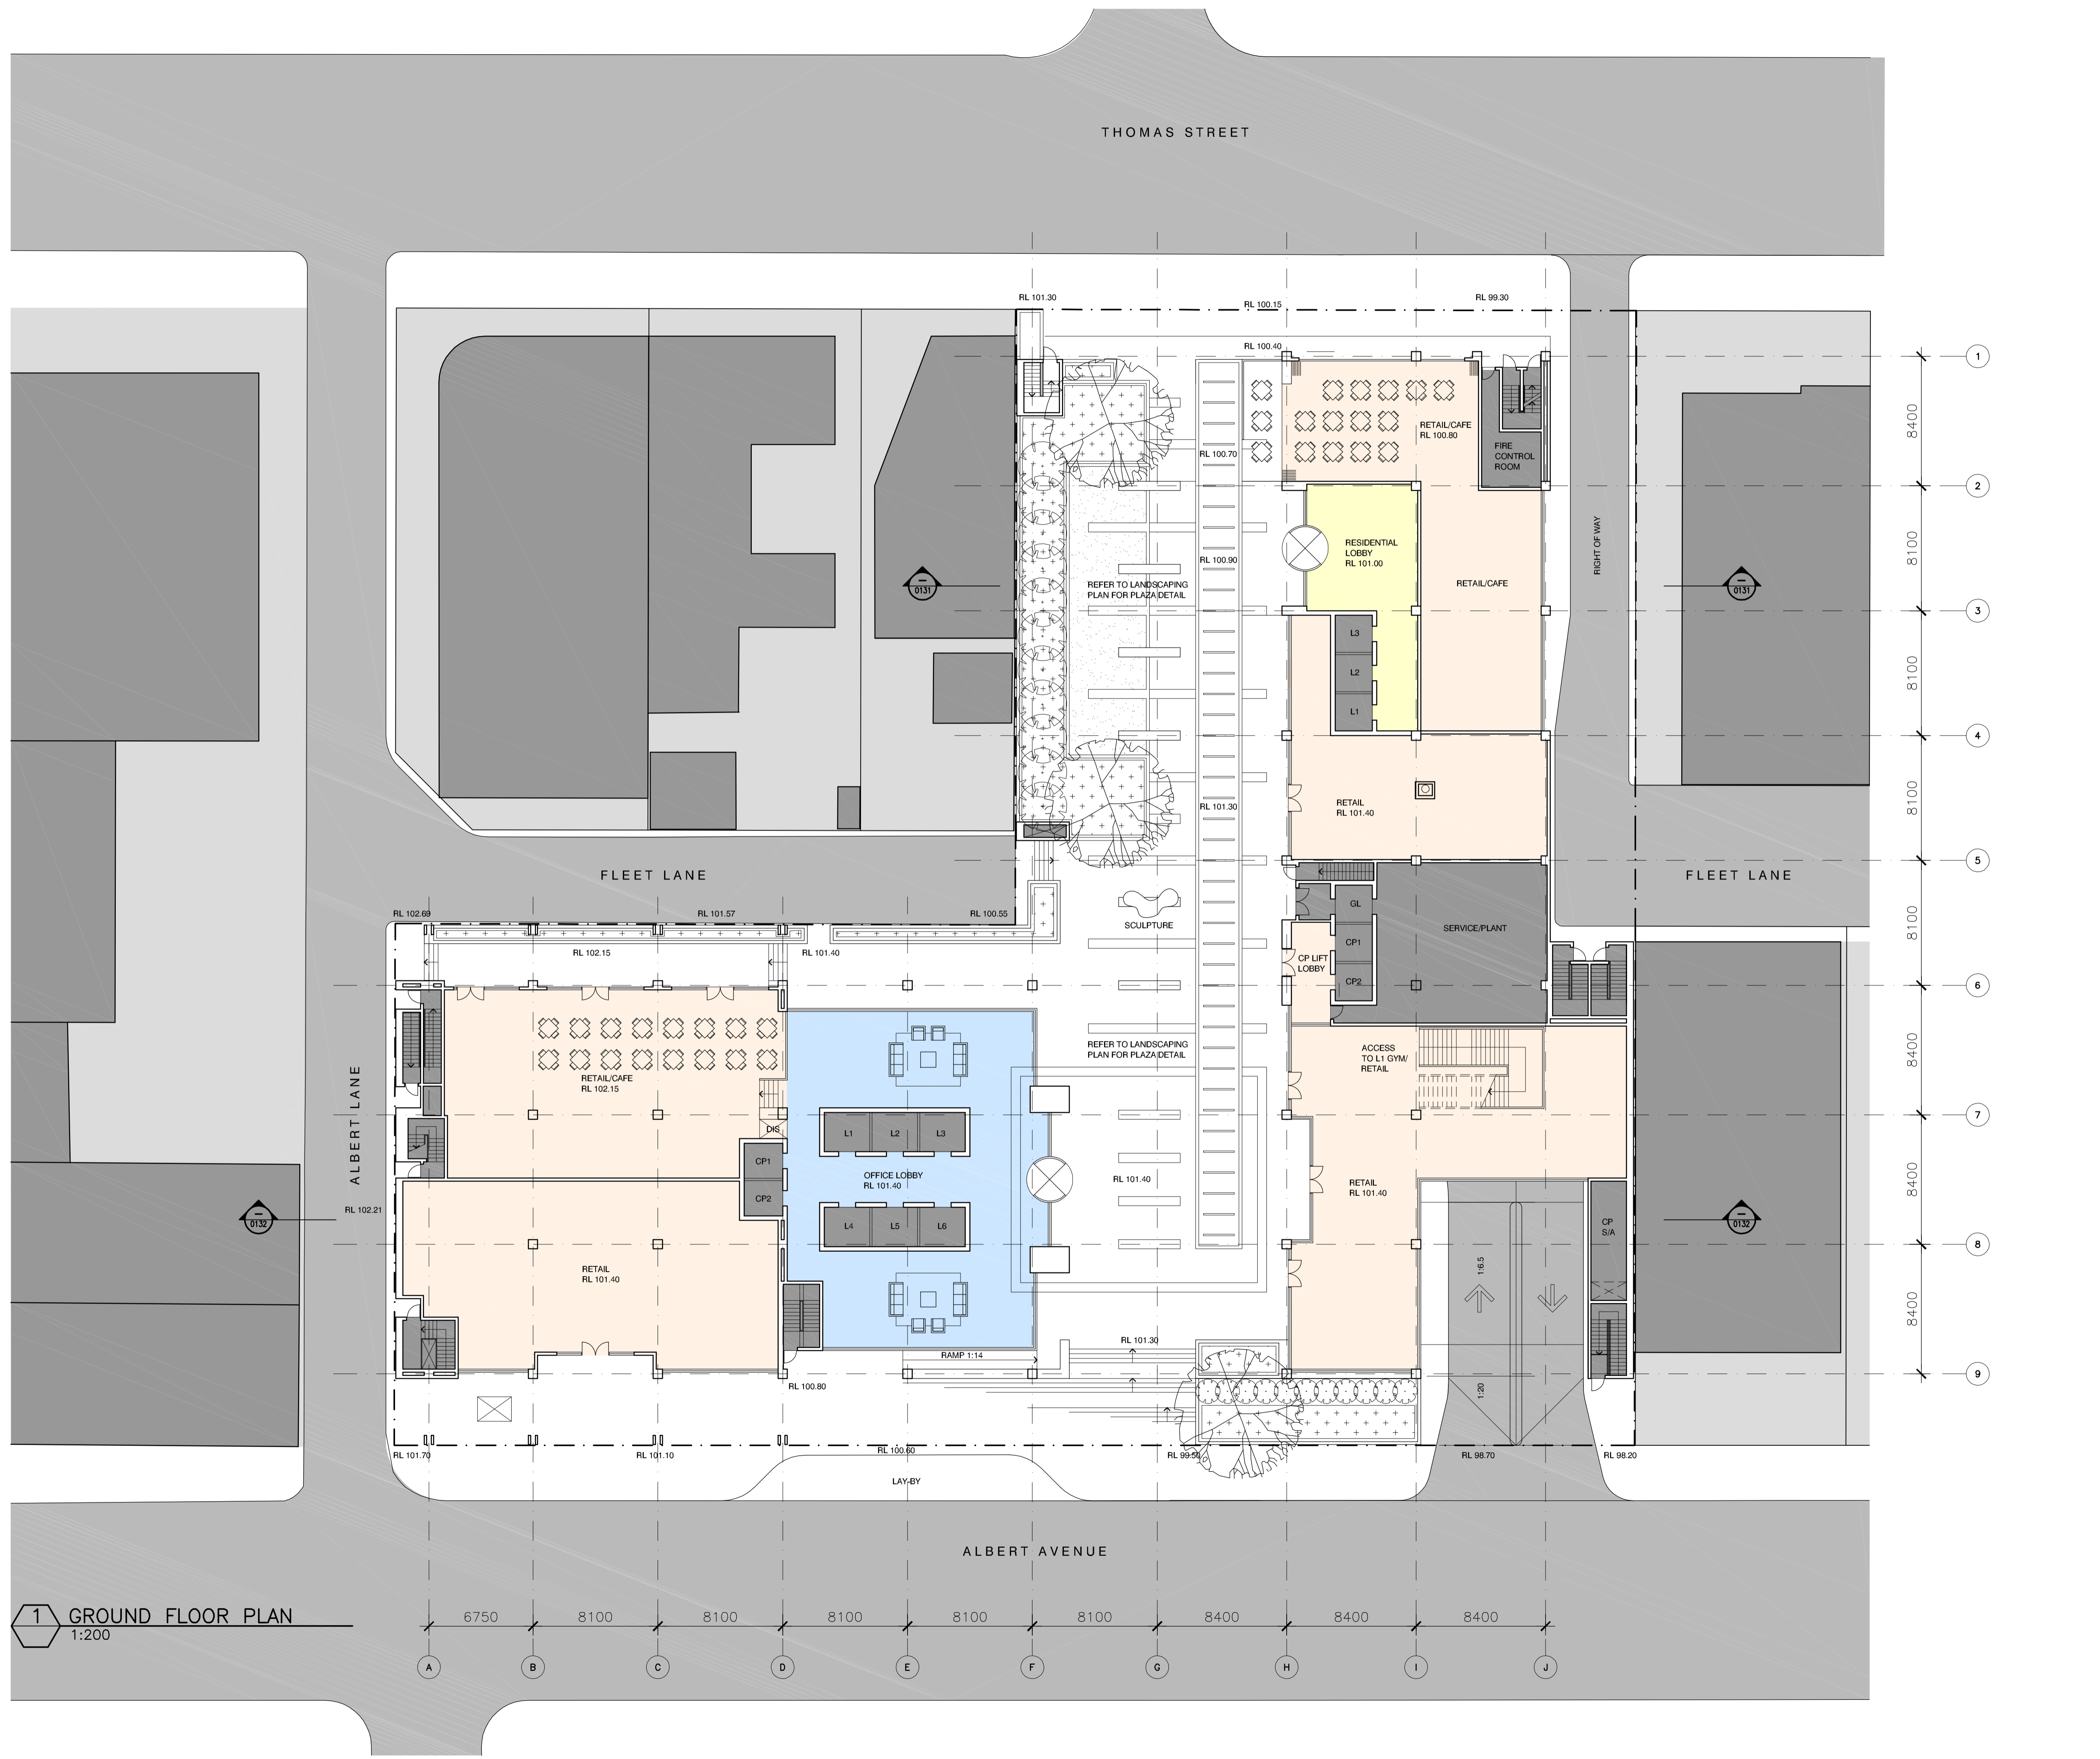 THOMAS STREET
RL 101.30
RL 100.15
RL 99.30
RL 100.40
1
8400
RETAIL/CAFE
RL 100.80
FIRE
CONTROL
ROOM
RL 100.70
2
RESIDENTIAL
LOBBY
RL 101.00
RIGHT OF WAY
8100
RL 100.90
REFER TO LANDSCAPING
PLAN FOR PLAZA DETAIL
RETAIL/CAFE
–
0131
–
0131
3
L3
L2
L1
8100
4
RL 101.30
RETAIL
RL 101.40
8100
5
FLEET LANE
FLEET LANE
GL
CP1
CP2
SERVICE/PLANT
CP LIFT
LOBBY
SCULPTURE
8100
RL 102.69
RL 101.57
RL 100.55
RL 102.15
RL 101.40
6
REFER TO LANDSCAPING
PLAN FOR PLAZA DETAIL
ACCESS
TO L1 GYM/
RETAIL
8400
RETAIL/CAFE
RL 102.15
ALBERT LANE
7
DIS
L1
L2
L3
CP1
CP2
OFFICE LOBBY
RL 101.40
RL 101.40
RETAIL
RL 101.40
8400
RL 102.21
–
0132
–
0132
L4
L5
L6
CP
S/A
8
RETAIL
RL 101.40
1:6.5
8400
RL 101.30
RAMP 1:14
RL 100.80
1:20
9
RL 101.70
RL 101.10
RL 100.60
RL 99.50
RL 98.70
RL 98.20
LAY-BY
ALBERT AVENUE
1
GROUND FLOOR PLAN
1:200
6750
8100
8100
8100
8100
8100
8400
8400
8400
A
B
C
D
E
F
G
H
I
J